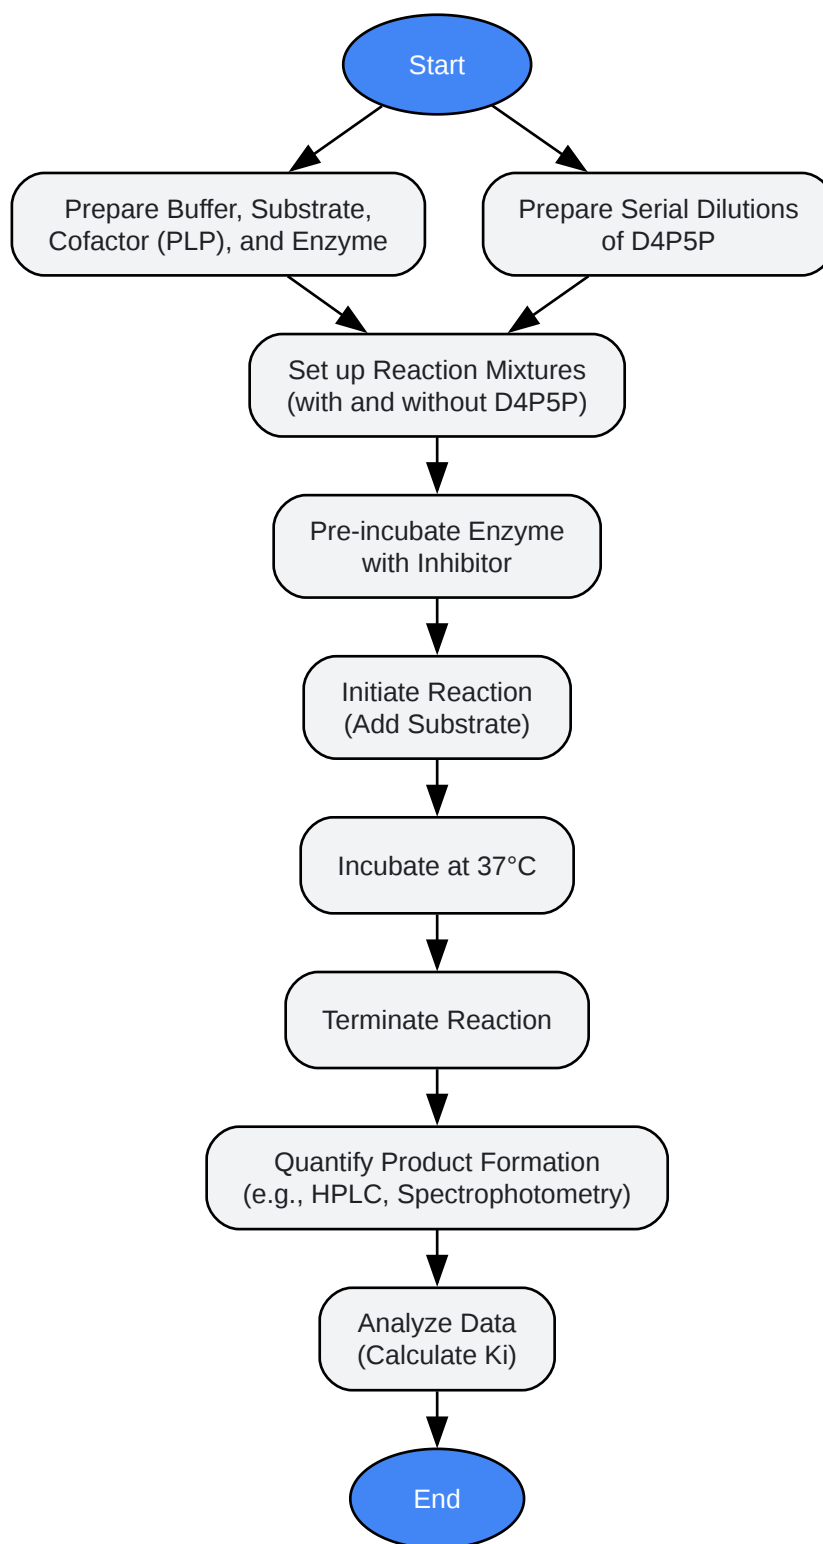 Start
Prepare Buffer, Substrate,
Cofactor (PLP), and Enzyme
Prepare Serial Dilutions
of D4P5P
Set up Reaction Mixtures
(with and without D4P5P)
Pre-incubate Enzyme
with Inhibitor
Initiate Reaction
(Add Substrate)
Incubate at 37°C
Terminate Reaction
Quantify Product Formation
(e.g., HPLC, Spectrophotometry)
Analyze Data
(Calculate Ki)
End